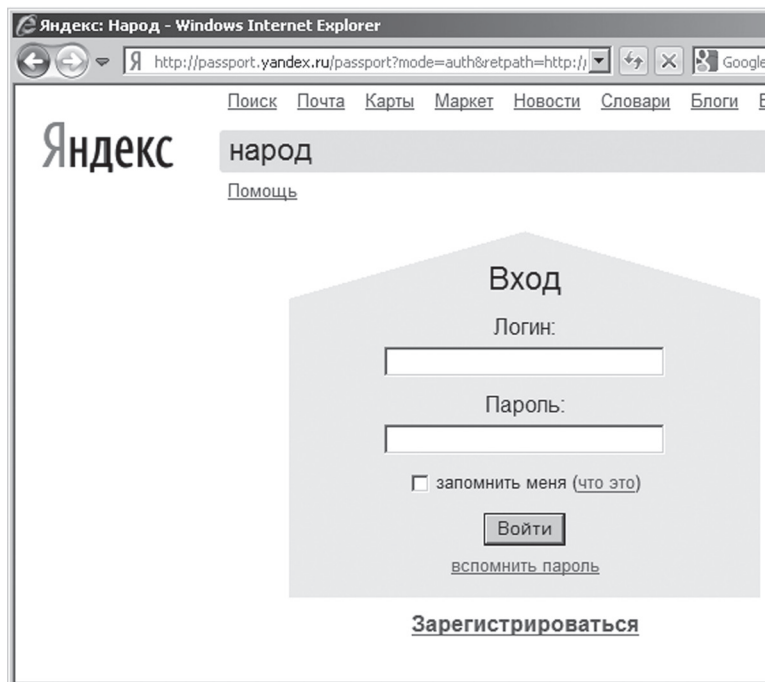 Яндекс: Народ - Windows Internet Explorer
http://passport.yandex.ru/passport?mode=auth&retpath=http:// Google
Поиск Почта Карты Маркет Новости Словари Блоги
Яндекс
народ
Помощь
Вход
Логин:
Пароль:
запомнить меня (что это)
Войти
вспомнить пароль
Зарегистрироваться